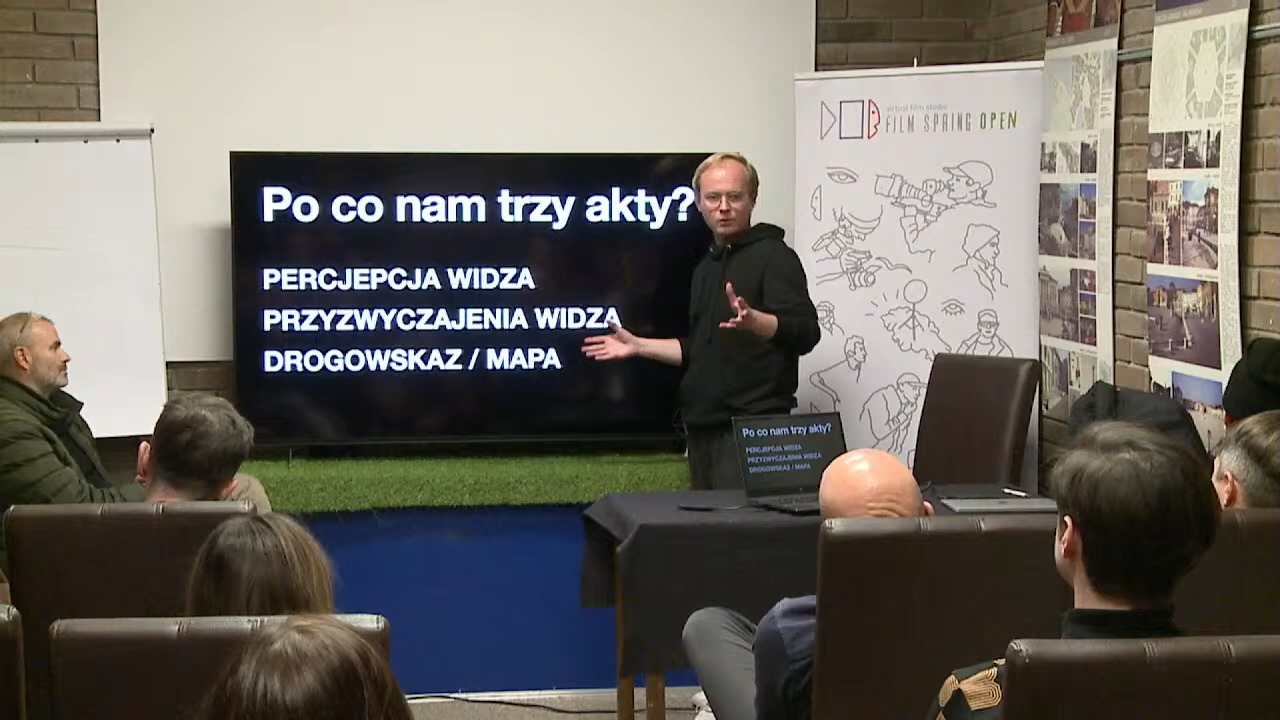 Po co nam trzy akty?
PERCJEPCJA WIDZA
PRZYZWYCZAJENIA WIDZA
DROGOWSKAZ / MAPA
virtual film studio
FILM SPRING OPEN
Po co nam trzy akty?
PERCJEPCJA WIDZA
PRZYZWYCZAJENIA WIDZA
DROGOWSKAZ / MAPA